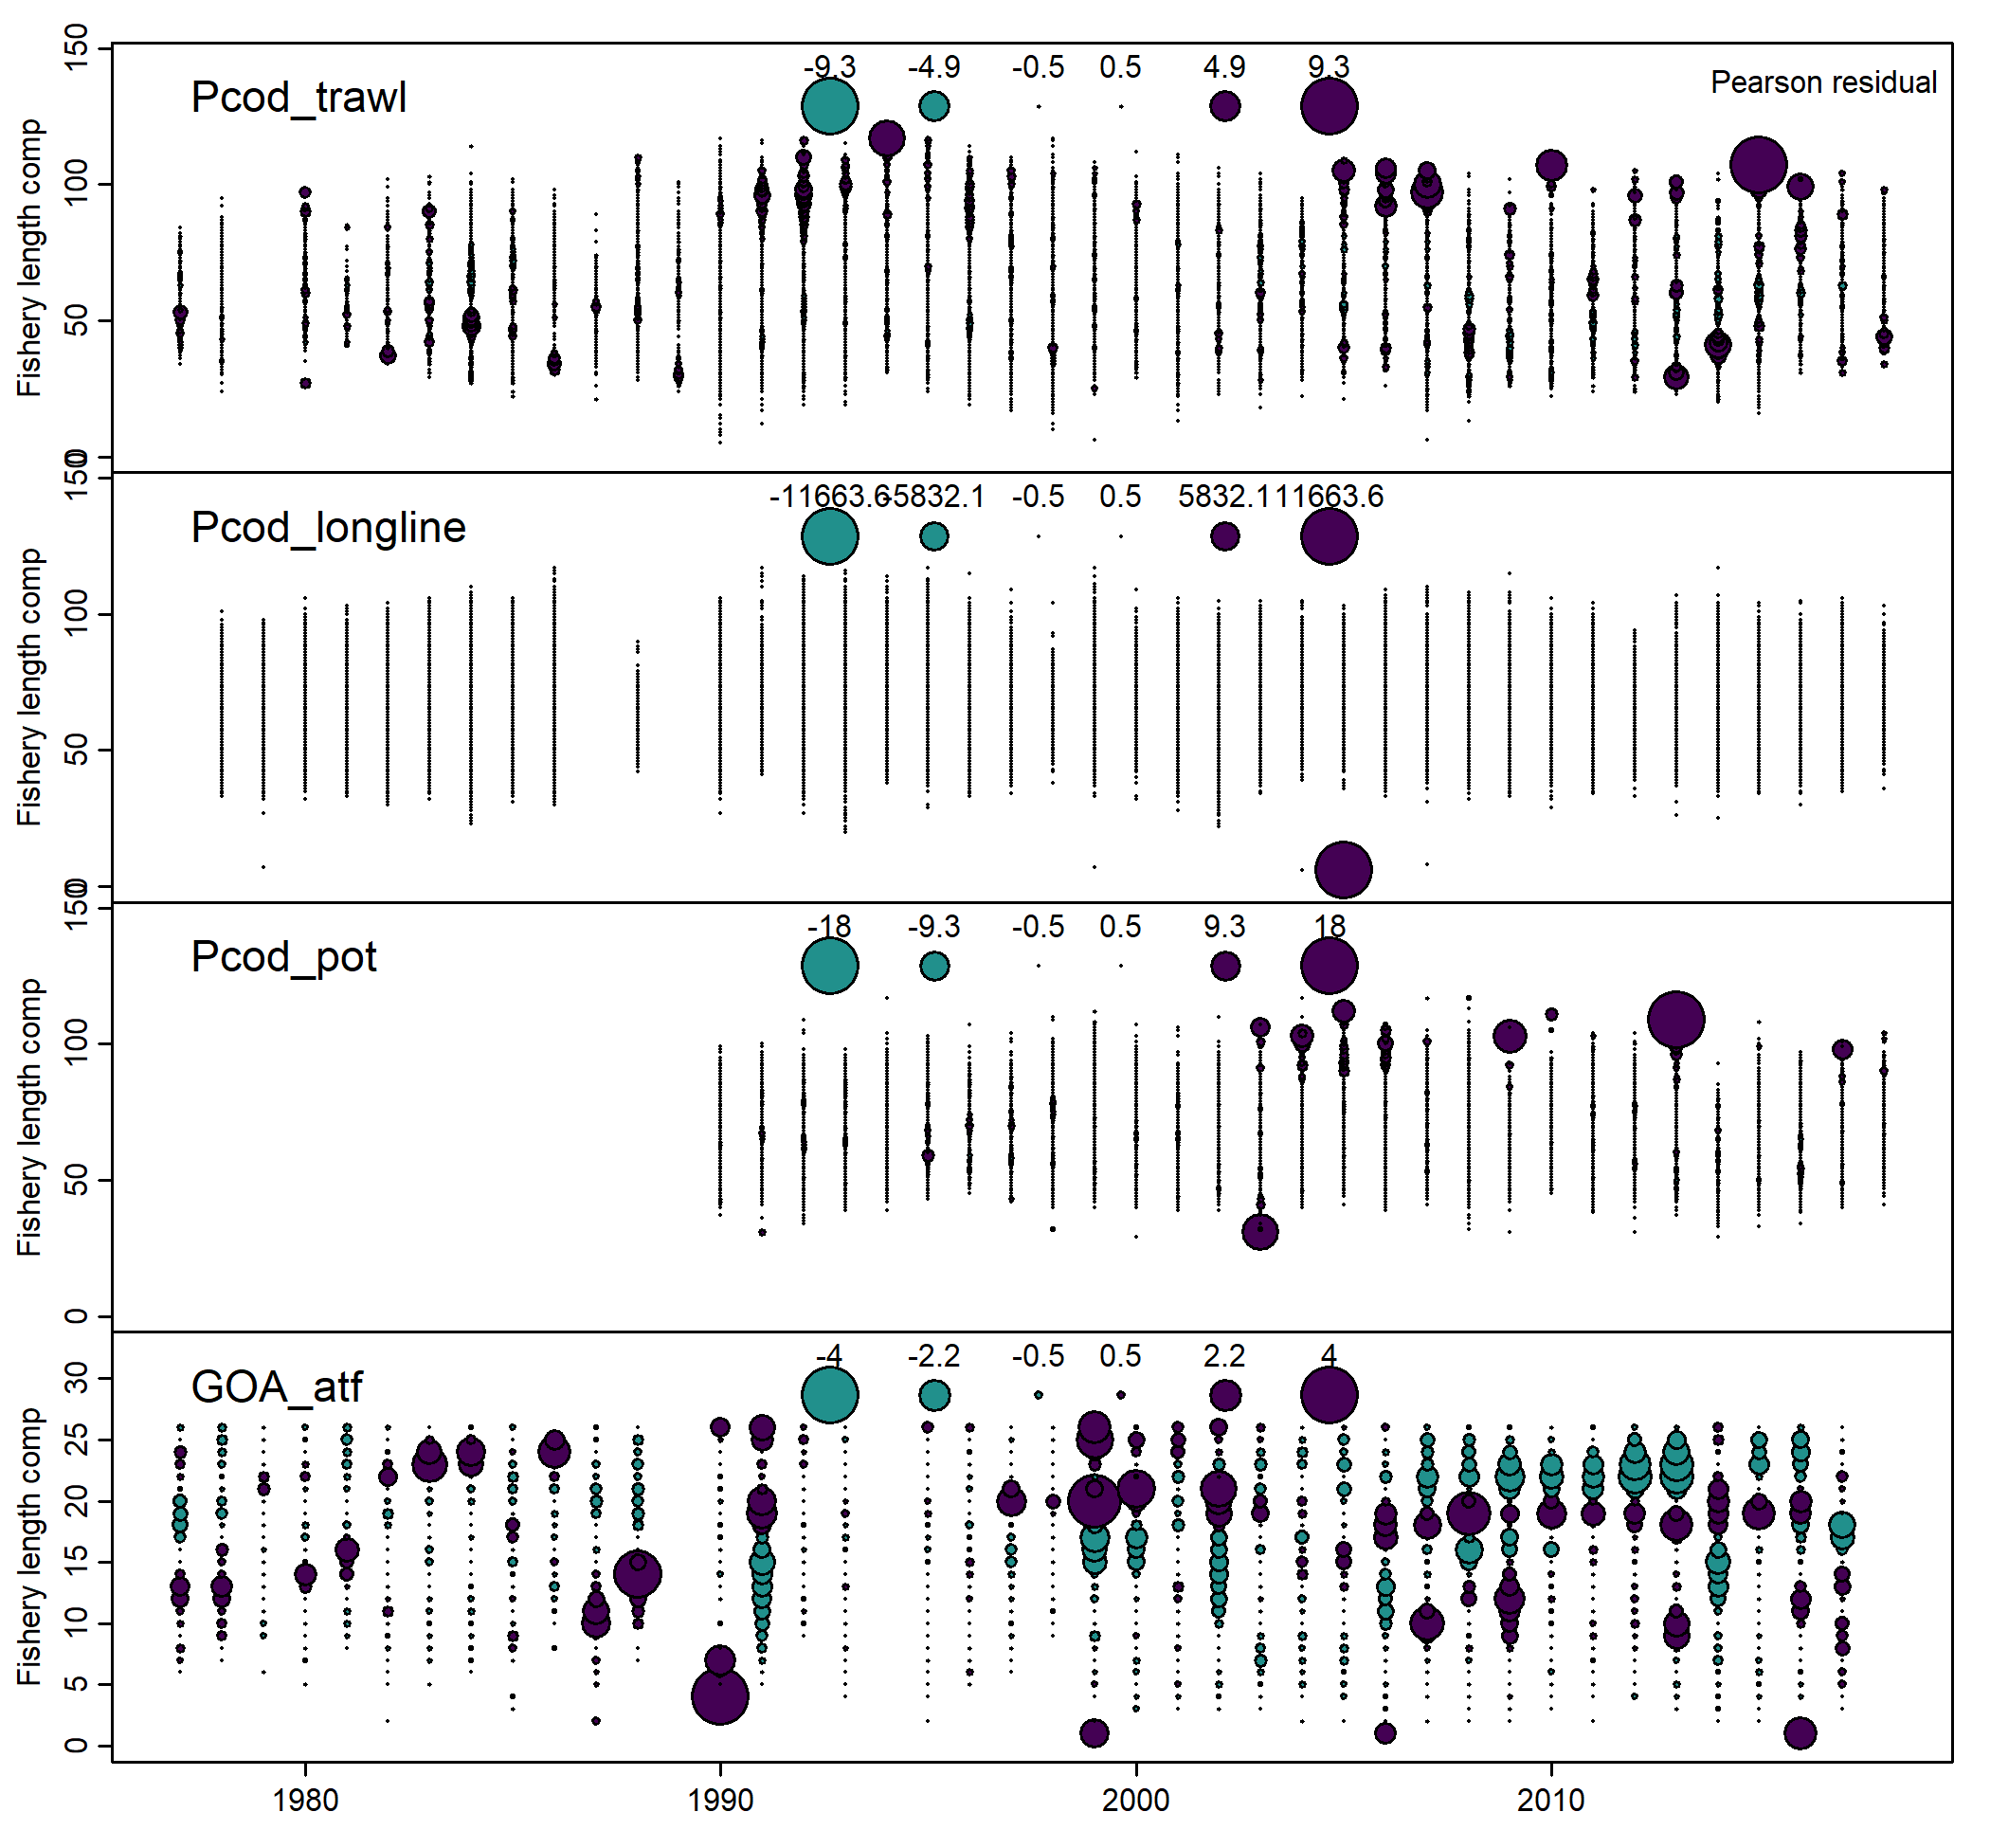 -9.3 -4.9 -0.5 0.5 4.9 9.3
Pcod_trawl
Pearson residual
Fishery length comp
150
100
50
0
-11663.6 -5832.1 -0.5 0.5 5832.1 11663.6
Pcod_longline
Fishery length comp
150
100
50
0
-18 -9.3 -0.5 0.5 9.3 18
Pcod_pot
Fishery length comp
150
100
50
0
-4 -2.2 -0.5 0.5 2.2 4
GOA_atf
Fishery length comp
30
25
20
15
10
5
0
1980 1990 2000 2010